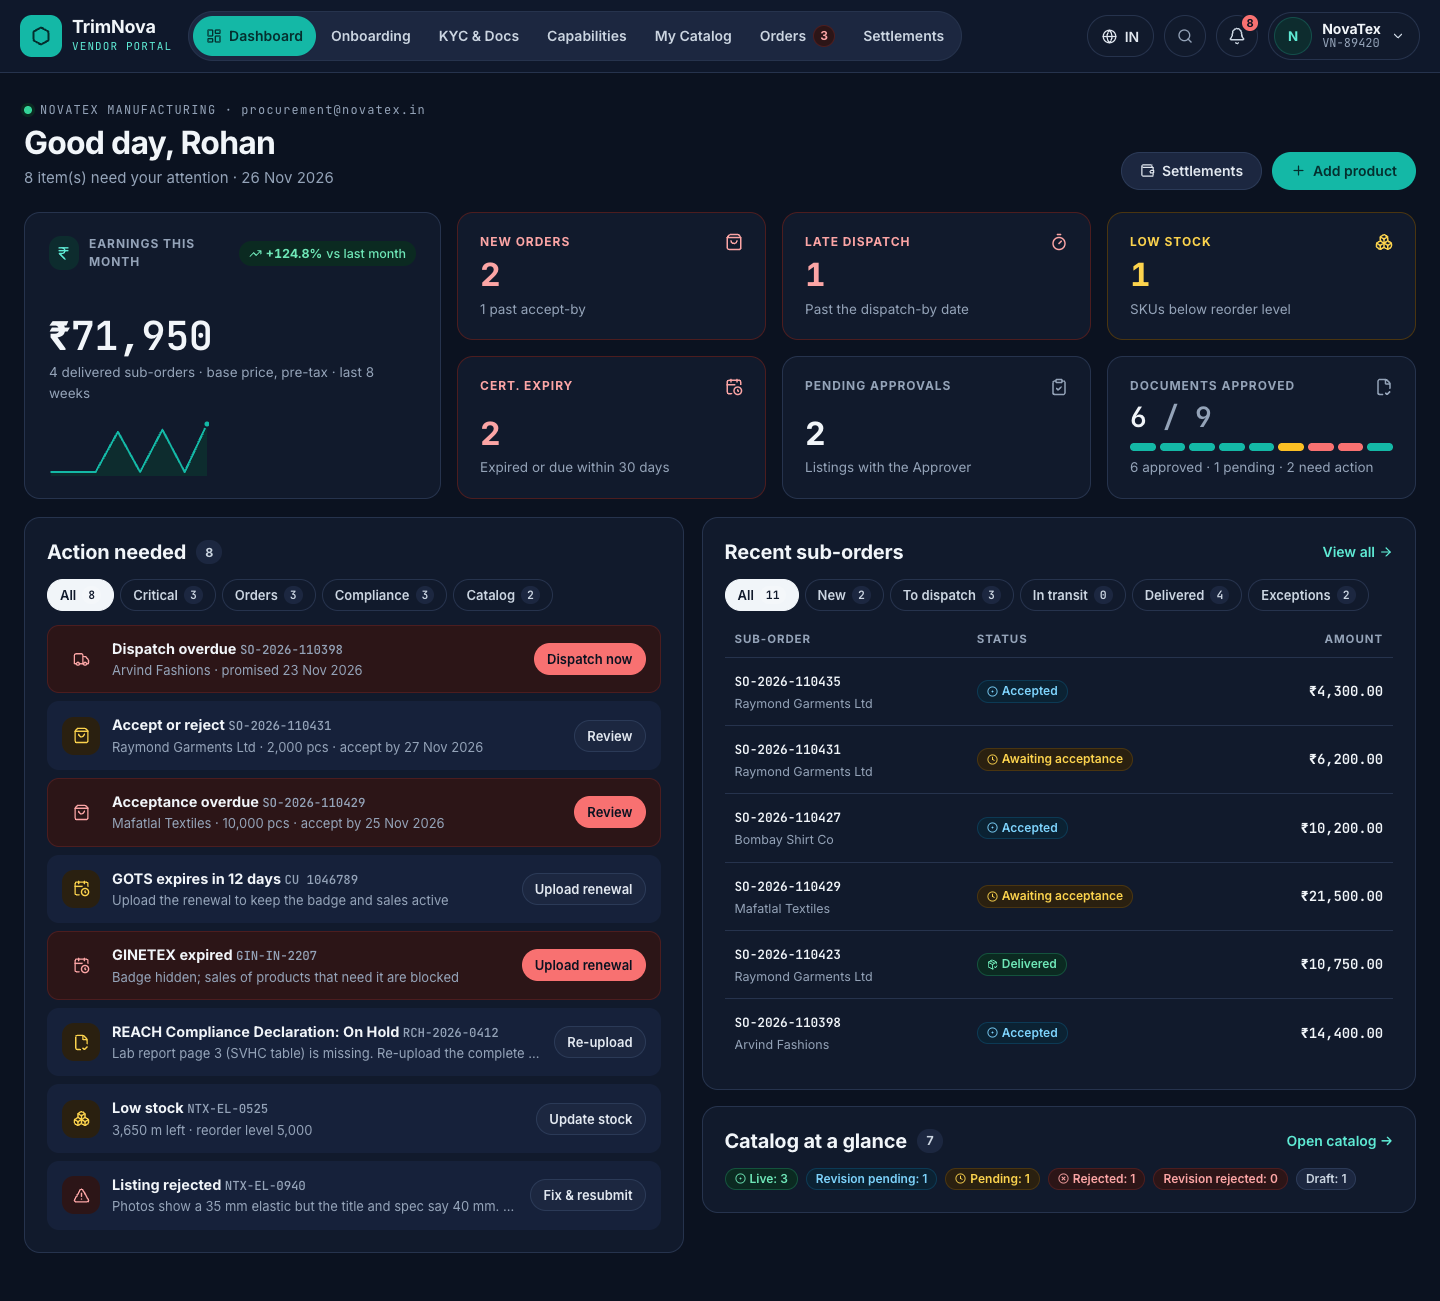 TrimNova
VENDOR PORTAL
Dashboard
Onboarding
KYC & Docs
Capabilities
My Catalog
Orders 3
Settlements
IN
8
N
NovaTex
VN-89420
NOVATEX MANUFACTURING · procurement@novatex.in
Good day, Rohan
8 item(s) need your attention · 26 Nov 2026
Settlements
+ Add product
₹
EARNINGS THIS
MONTH
+124.8% vs last month
₹71,950
4 delivered sub-orders · base price, pre-tax · last 8
weeks
NEW ORDERS
2
1 past accept-by
LATE DISPATCH
1
Past the dispatch-by date
LOW STOCK
1
SKUs below reorder level
CERT. EXPIRY
2
Expired or due within 30 days
PENDING APPROVALS
2
Listings with the Approver
DOCUMENTS APPROVED
6 / 9
6 approved · 1 pending · 2 need action
Action needed 8
All 8
Critical 3
Orders 3
Compliance 3
Catalog 2
Dispatch overdue SO-2026-110398
Arvind Fashions · promised 23 Nov 2026
Dispatch now
Accept or reject SO-2026-110431
Raymond Garments Ltd · 2,000 pcs · accept by 27 Nov 2026
Review
Acceptance overdue SO-2026-110429
Mafatlal Textiles · 10,000 pcs · accept by 25 Nov 2026
Review
GOTS expires in 12 days CU 1046789
Upload the renewal to keep the badge and sales active
Upload renewal
GINETEX expired GIN-IN-2207
Badge hidden; sales of products that need it are blocked
Upload renewal
REACH Compliance Declaration: On Hold RCH-2026-0412
Lab report page 3 (SVHC table) is missing. Re-upload the complete ...
Re-upload
Low stock NTX-EL-0525
3,650 m left · reorder level 5,000
Update stock
Listing rejected NTX-EL-0940
Photos show a 35 mm elastic but the title and spec say 40 mm. ...
Fix & resubmit
Recent sub-orders
View all →
All 11
New 2
To dispatch 3
In transit 0
Delivered 4
Exceptions 2
SUB-ORDER STATUS AMOUNT
SO-2026-110435
Raymond Garments Ltd
Accepted
₹4,300.00
SO-2026-110431
Raymond Garments Ltd
Awaiting acceptance
₹6,200.00
SO-2026-110427
Bombay Shirt Co
Accepted
₹10,200.00
SO-2026-110429
Mafatlal Textiles
Awaiting acceptance
₹21,500.00
SO-2026-110423
Raymond Garments Ltd
Delivered
₹10,750.00
SO-2026-110398
Arvind Fashions
Accepted
₹14,400.00
Catalog at a glance 7
Open catalog →
Live: 3
Revision pending: 1
Pending: 1
Rejected: 1
Revision rejected: 0
Draft: 1